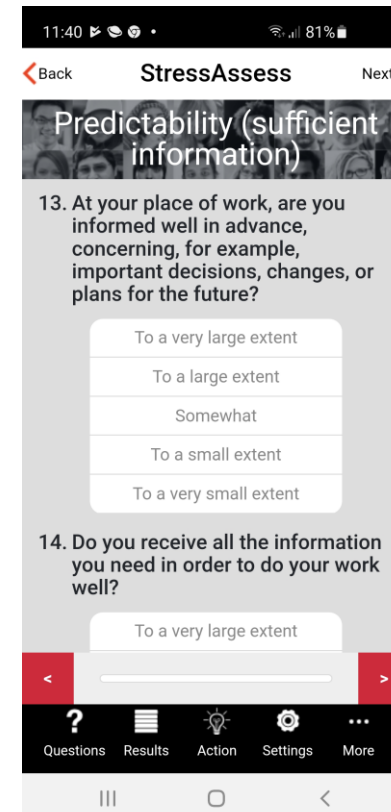 11:40
81%
Back StressAssess Next
Predictability (sufficient
information)
13. At your place of work, are you
informed well in advance,
concerning, for example,
important decisions, changes, or
plans for the future?
To a very large extent
To a large extent
Somewhat
To a small extent
To a very small extent
14. Do you receive all the information
you need in order to do your work
well?
To a very large extent
< >
Questions Results Action Settings More